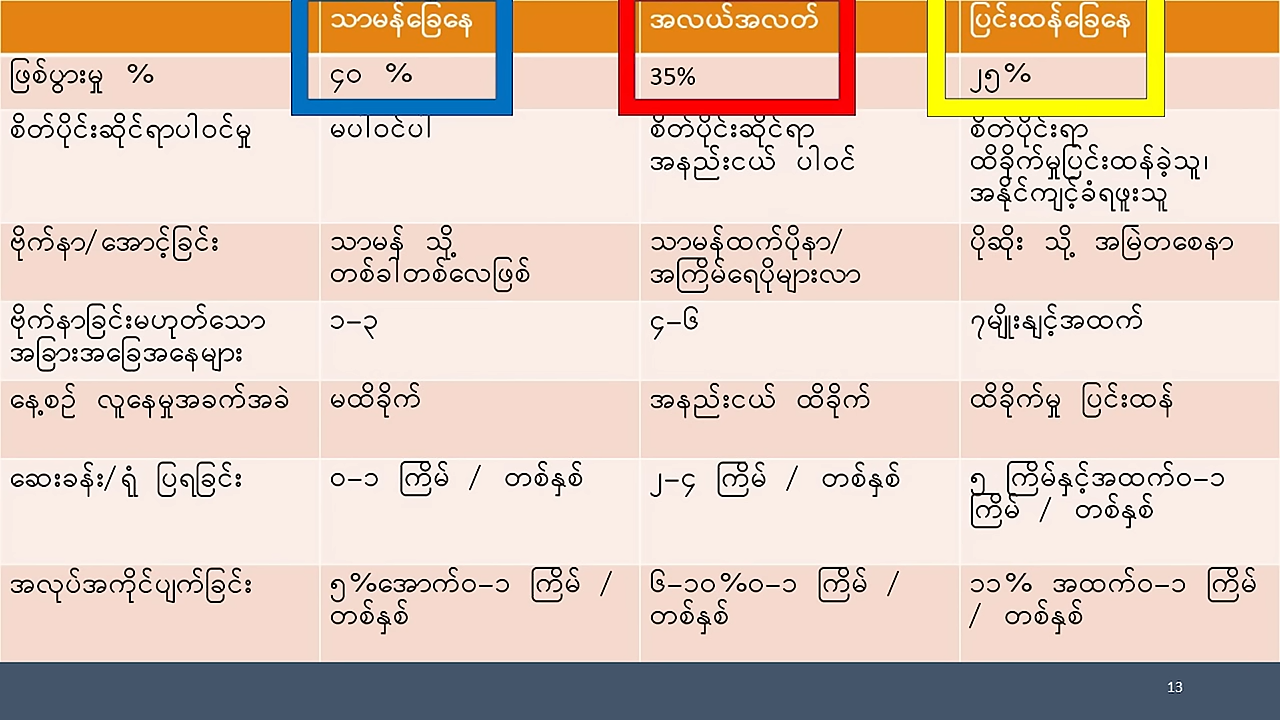 သာမန်ခြေနေ အလယ်အလတ် ပြင်းထန်ခြေနေ
ဖြစ်ပွားမှု % ၄၀ % 35% ၂၅%
စိတ်ပိုင်းဆိုင်ရာပါဝင်မှု မပါဝင်ပါ စိတ်ပိုင်းဆိုင်ရာ စိတ်ပိုင်းရာ
အနည်းငယ် ပါဝင် ထိခိုက်မှုပြင်းထန်ခဲ့သူ၊
အနိုင်ကျင့်ခံရဖူးသူ
ဗိုက်နာ/အောင့်ခြင်း သာမန် သို့ သာမန်ထက်ပိုနာ/ ပိုဆိုး သို့ အမြဲတစေနာ
တစ်ခါတစ်လေဖြစ် အကြိမ်ရေပိုများလာ
ဗိုက်နာခြင်းမဟုတ်သော ၁–၃ ၄–၆ ၇မျိုးနျင့်အထက်
အခြားအခြေအနေများ
နေ့စဉ် လူနေမှုအခက်အခဲ မထိခိုက် အနည်းငယ် ထိခိုက် ထိခိုက်မှု ပြင်းထန်
ဆေးခန်း/ရုံ ပြရခြင်း ၀–၁ ကြိမ် / တစ်နှစ် ၂–၄ ကြိမ် / တစ်နှစ် ၅ ကြိမ်နှင့်အထက်၀–၁
ကြိမ် / တစ်နှစ်
အလုပ်အကိုင်ပျက်ခြင်း ၅%အောက်၀–၁ ကြိမ် / ၆–၁၀%၀–၁ ကြိမ် / ၁၁% အထက်၀–၁ ကြိမ်
တစ်နှစ် တစ်နှစ် / တစ်နှစ်
13